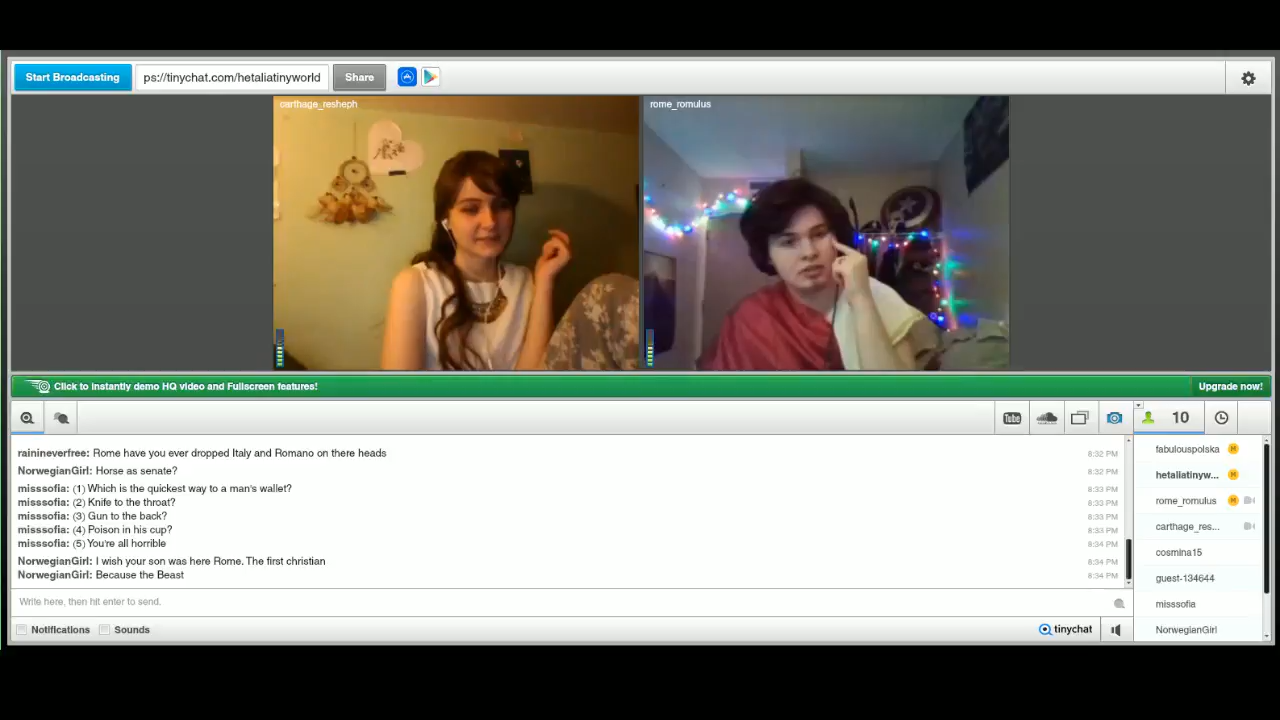 Start Broadcasting
ps://tinychat.com/hetaliatinyworld
Share
carthage_resheph
rome_romulus
Click to instantly demo HQ video and Fullscreen features!
Upgrade now!
You Tube
10
rainineverfree: Rome have you ever dropped Italy and Romano on there heads 8:32 PM
NorwegianGirl: Horse as senate? 8:32 PM
misssofia: (1) Which is the quickest way to a man's wallet? 8:33 PM
misssofia: (2) Knife to the throat? 8:33 PM
misssofia: (3) Gun to the back? 8:33 PM
misssofia: (4) Poison in his cup? 8:33 PM
misssofia: (5) You're all horrible 8:34 PM
NorwegianGirl: I wish your son was here Rome. The first christian 8:34 PM
NorwegianGirl: Because the Beast 8:34 PM
fabulouspolska M
hetaliatinyw... M
rome_romulus M
carthage_res...
cosmina15
guest-134644
misssofia
NorwegianGirl
Write here, then hit enter to send.
Notifications
Sounds
tinychat